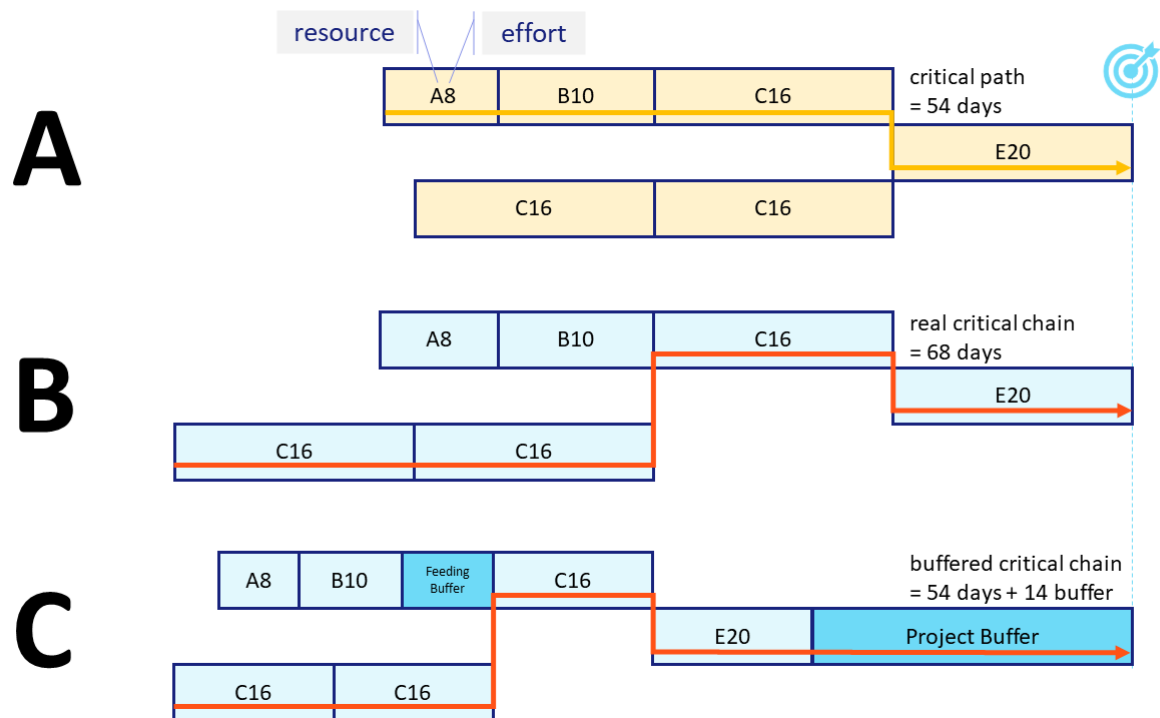 resource
effort
A
A8
B10
C16
critical path
= 54 days
E20
C16
C16
B
A8
B10
C16
real critical chain
= 68 days
E20
C16
C16
C
A8
B10
Feeding
Buffer
C16
buffered critical chain
= 54 days + 14 buffer
E20
Project Buffer
C16
C16